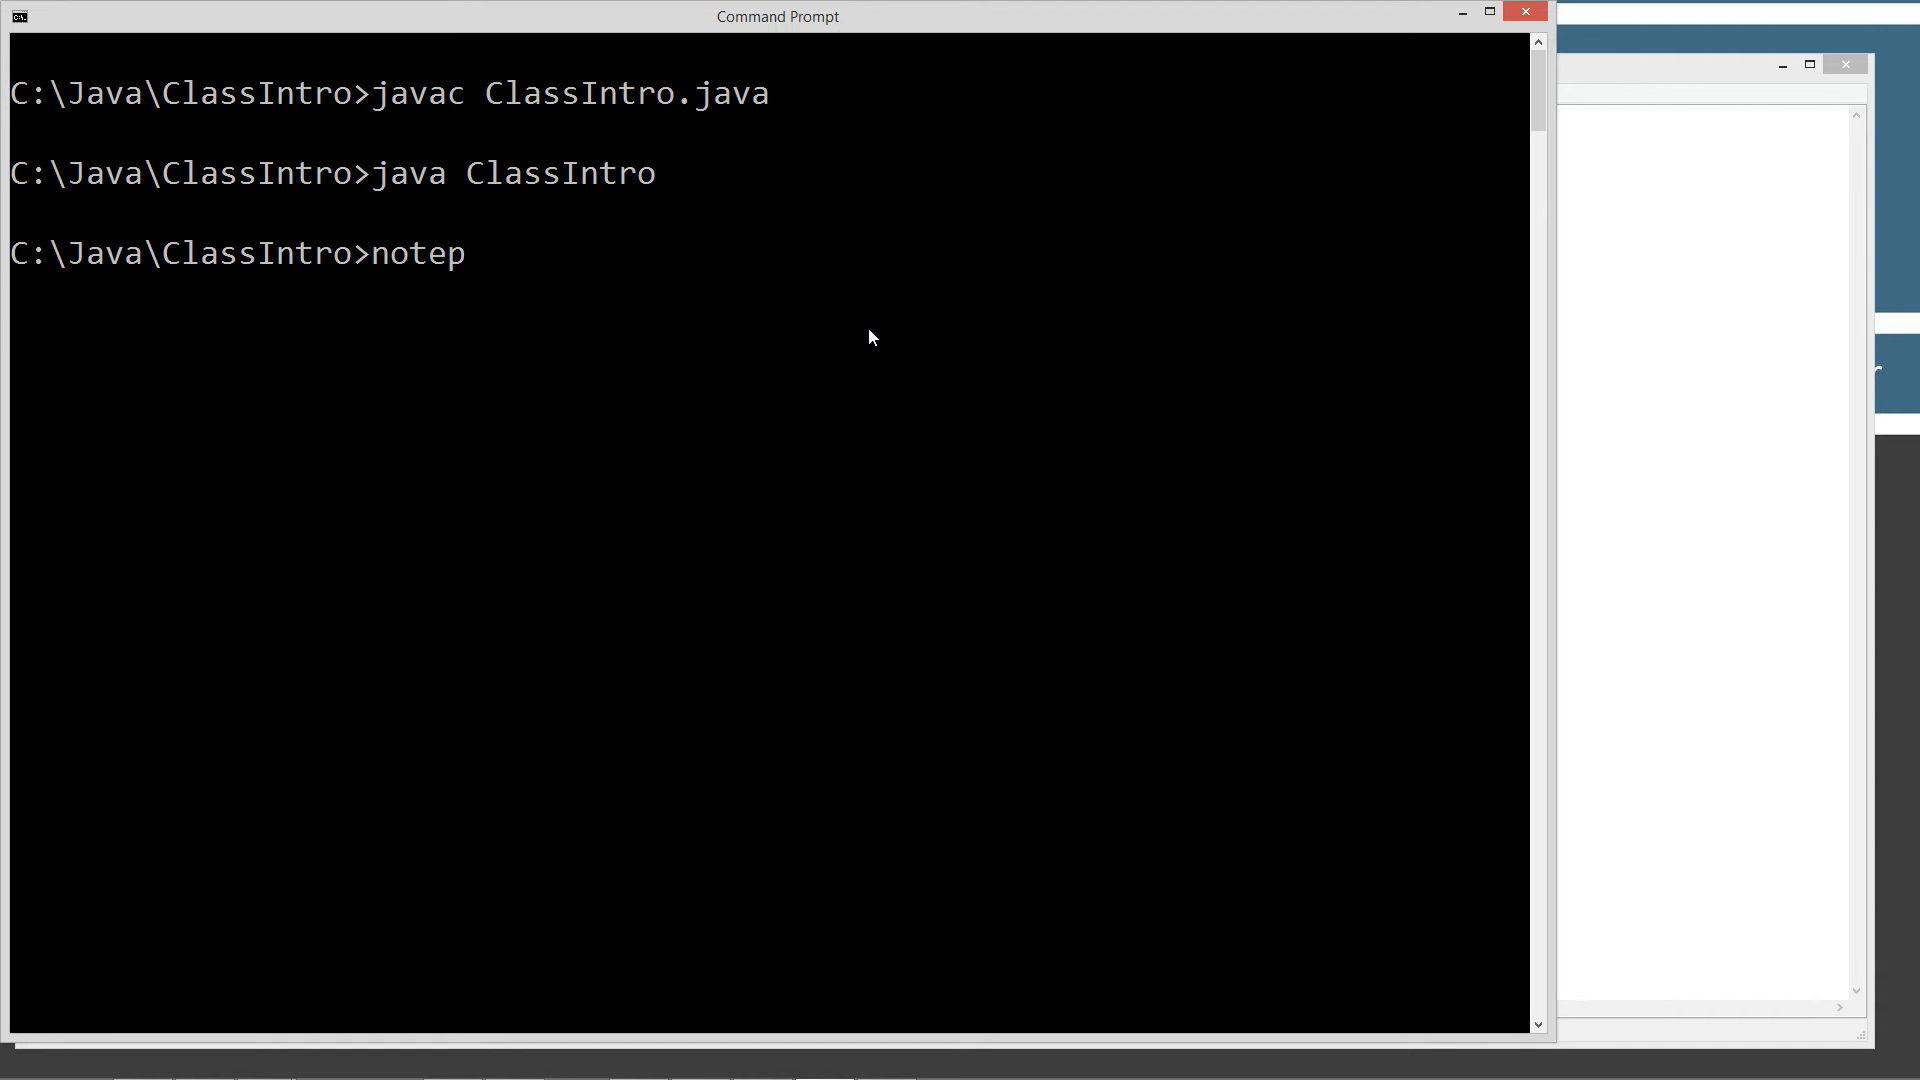 Command Prompt
C:\Java\ClassIntro>javac ClassIntro.java
C:\Java\ClassIntro>java ClassIntro
C:\Java\ClassIntro>notep
r